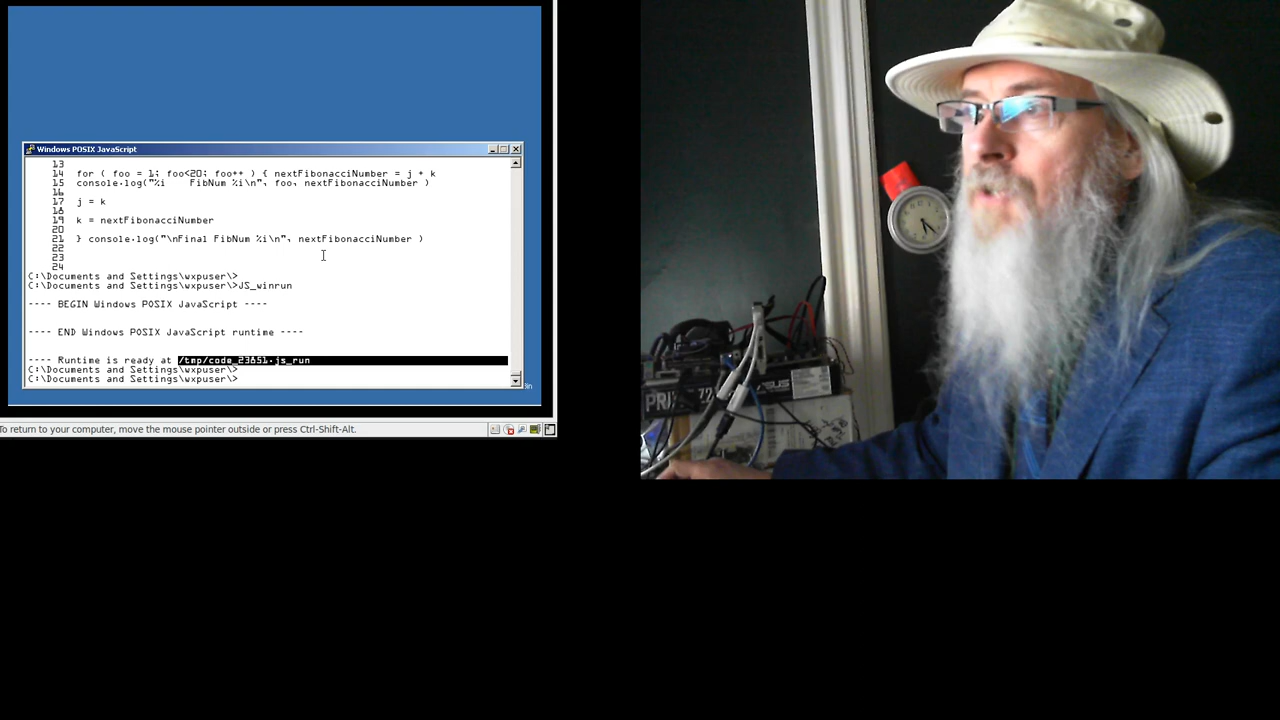 Windows POSIX JavaScript
13
14 for ( foo = 1; foo<20; foo++ ) { nextFibonacciNumber = j + k
15 console.log("%i    FibNum %i\n", foo, nextFibonacciNumber )
16
17 j = k
18
19 k = nextFibonacciNumber
20
21 } console.log("\nFinal FibNum %i\n", nextFibonacciNumber )
22
23
24
C:\Documents and Settings\wxpuser\>
C:\Documents and Settings\wxpuser\>JS_winrun
---- BEGIN Windows POSIX JavaScript ----
---- END Windows POSIX JavaScript runtime ----
---- Runtime is ready at /tmp/code_23651.js_run
C:\Documents and Settings\wxpuser\>
C:\Documents and Settings\wxpuser\>
To return to your computer, move the mouse pointer outside or press Ctrl-Shift-Alt.
ASUS